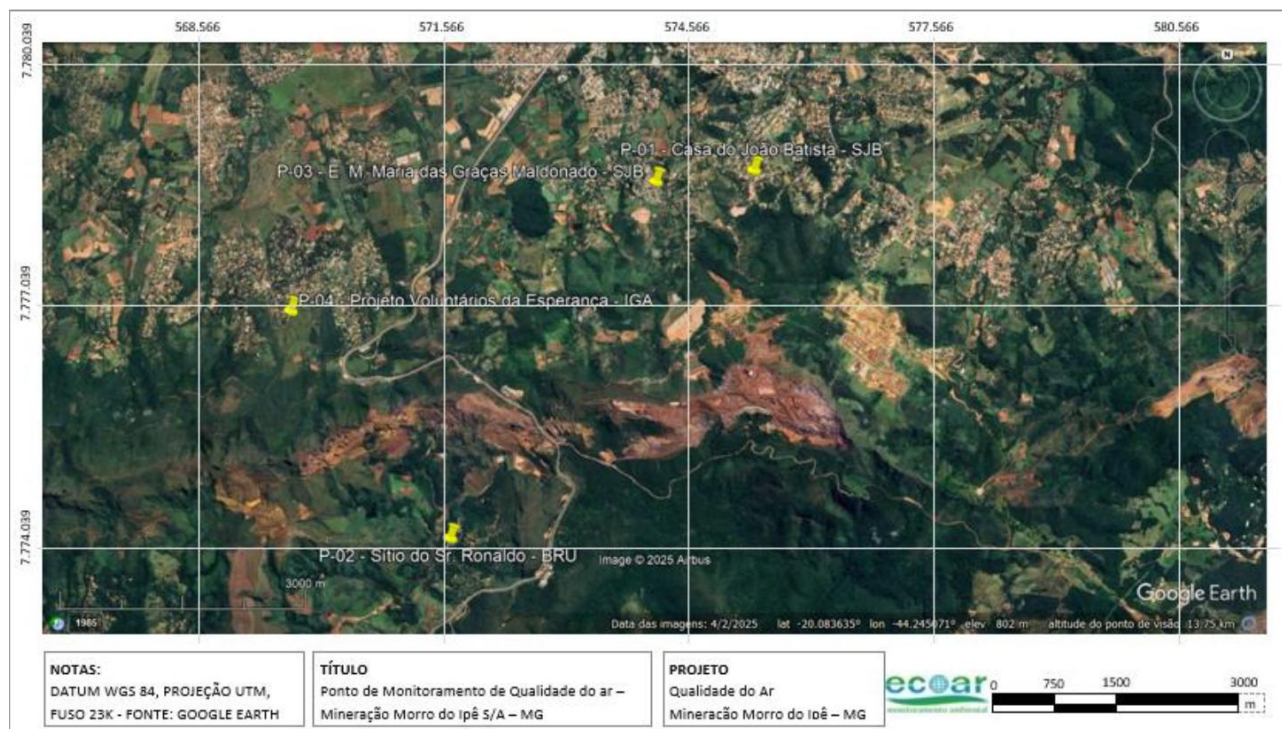 568.566 571.566 574.566 577.566 580.566
7.780.039
N
P-01 - Casa do João Batista - SJB
P-03 - E. M. Maria das Graças Maldonado - SJB
7.777.039
P-04 - Projeto Voluntários da Esperança - IGA
7.774.039
P-02 - Sítio do Sr. Ronaldo - BRU
Image © 2025 Airbus
3000 m
Google Earth
1985
Data das imagens: 4/2/2025 lat -20.083635° lon -44.245071° elev 802 m altitude do ponto de visão 13.75 km
NOTAS:
DATUM WGS 84, PROJEÇÃO UTM,
FUSO 23K - FONTE: GOOGLE EARTH
TÍTULO
Ponto de Monitoramento de Qualidade do ar –
Mineração Morro do Ipê S/A – MG
PROJETO
Qualidade do Ar
Mineração Morro do Ipê – MG
ecoar
monitoramento ambiental
0 750 1500 3000
m